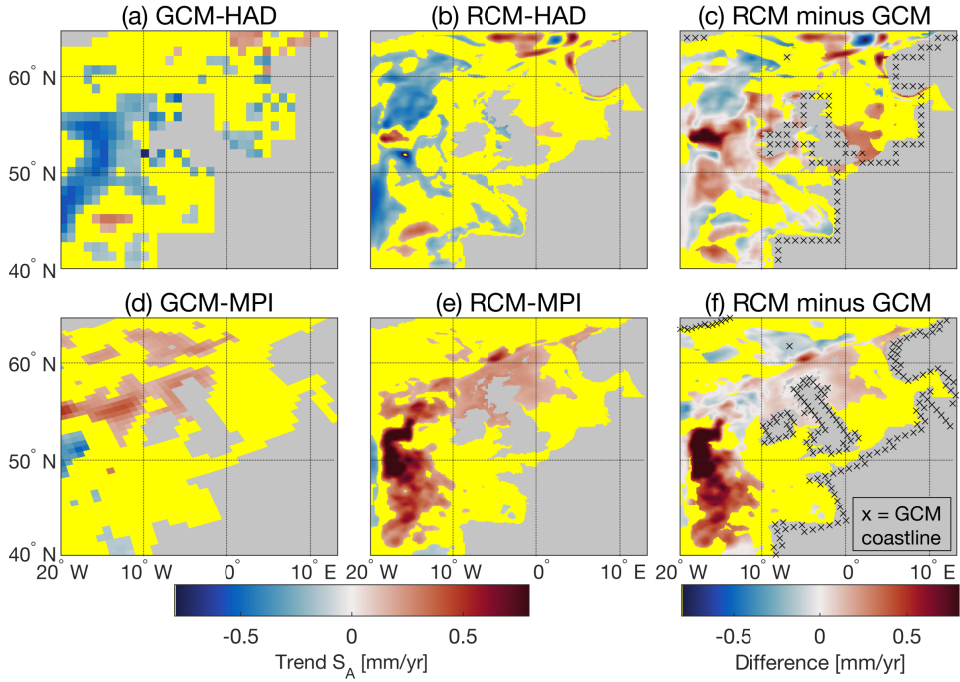 (a) GCM-HAD
(b) RCM-HAD
(c) RCM minus GCM
60° N
50° N
40° N
(d) GCM-MPI
(e) RCM-MPI
(f) RCM minus GCM
60° N
50° N
40° N
x = GCM
coastline
20° W 10° W 0° 10° E
20° W 10° W 0° 10° E
20° W 10° W 0° 10° E
-0.5 0 0.5
-0.5 0 0.5
Trend S_A [mm/yr]
Difference [mm/yr]